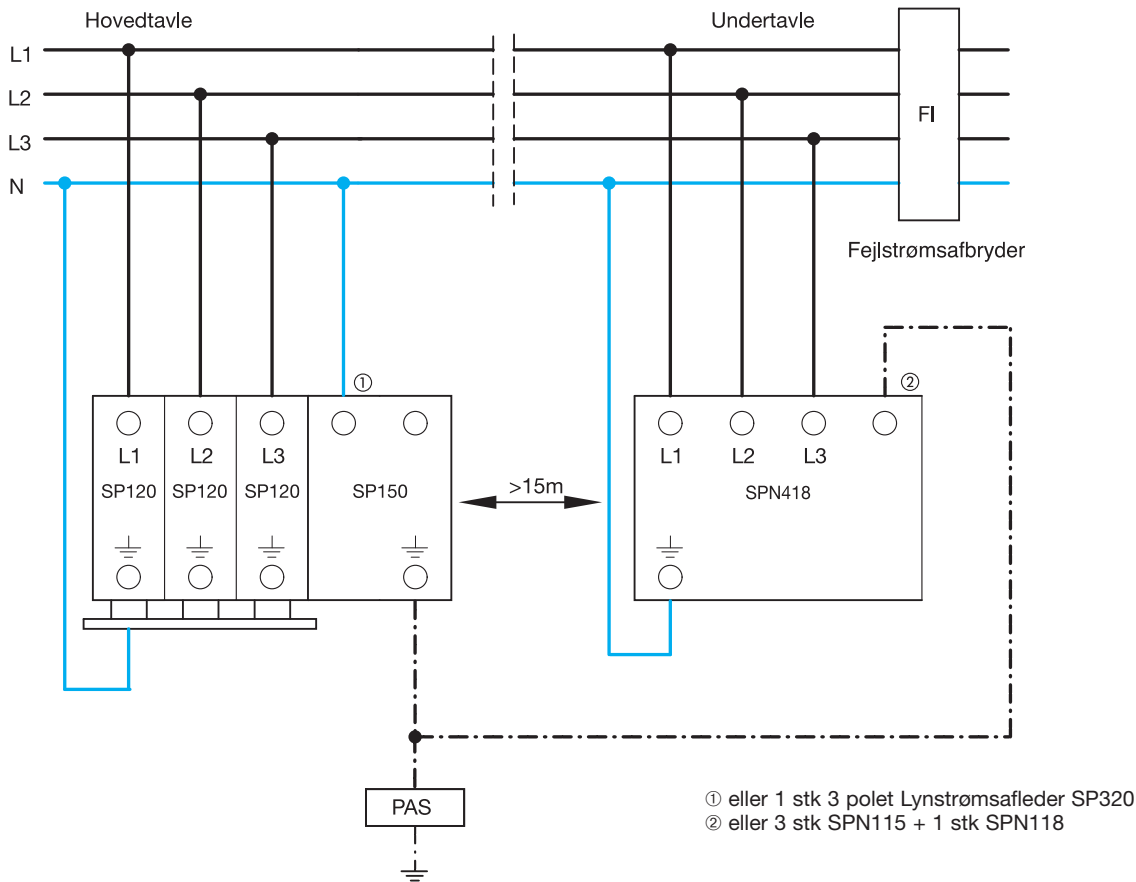 Hovedtavle
Undertavle
L1
L2
L3
N
FI
Fejlstrømsafbryder
①
②
L1
L2
L3
SP120
SP120
SP120
SP150
>15m
L1
L2
L3
SPN418
PAS
① eller 1 stk 3 polet Lynstrømsafleder SP320
② eller 3 stk SPN115 + 1 stk SPN118